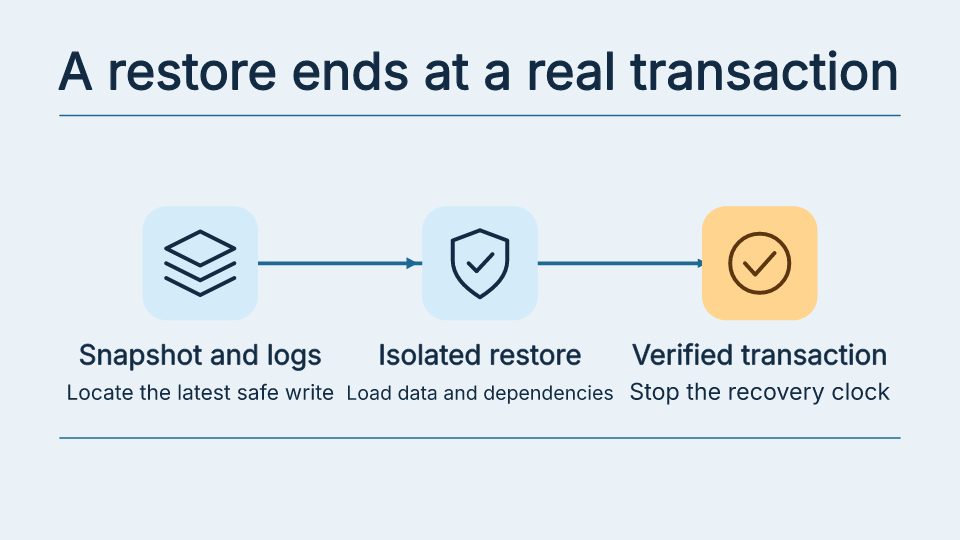 A restore ends at a real transaction
Snapshot and logs
Locate the latest safe write
Isolated restore
Load data and dependencies
Verified transaction
Stop the recovery clock